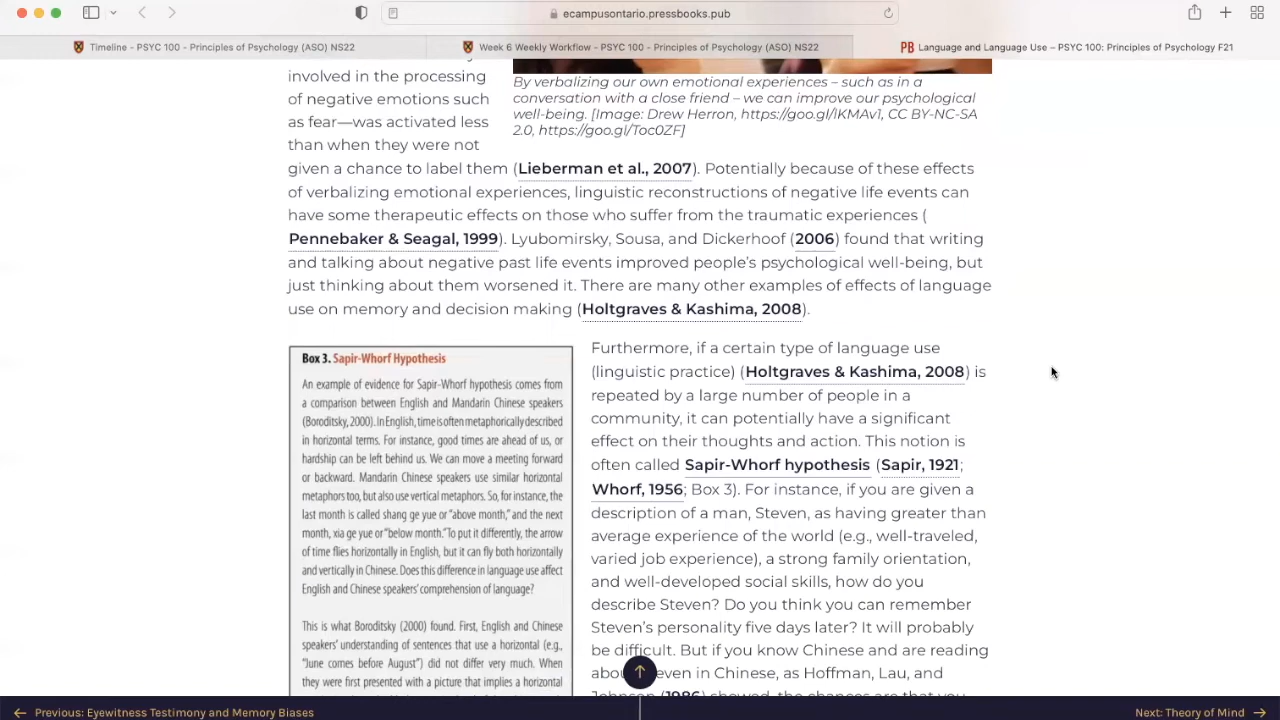 ecampusontario.pressbooks.pub
Timeline - PSYC 100 - Principles of Psychology (ASO) NS22
Week 6 Weekly Workflow - PSYC 100 - Principles of Psychology (ASO) NS22
PB Language and Language Use – PSYC 100: Principles of Psychology F21
involved in the processing
of negative emotions such
as fear—was activated less
than when they were not
By verbalizing our own emotional experiences – such as in a
conversation with a close friend – we can improve our psychological
well-being. [Image: Drew Herron, https://goo.gl/lKMAv1, CC BY-NC-SA
2.0, https://goo.gl/Toc0ZF]
given a chance to label them (Lieberman et al., 2007). Potentially because of these effects
of verbalizing emotional experiences, linguistic reconstructions of negative life events can
have some therapeutic effects on those who suffer from the traumatic experiences (
Pennebaker & Seagal, 1999). Lyubomirsky, Sousa, and Dickerhoof (2006) found that writing
and talking about negative past life events improved people's psychological well-being, but
just thinking about them worsened it. There are many other examples of effects of language
use on memory and decision making (Holtgraves & Kashima, 2008).
Box 3. Sapir-Whorf Hypothesis
An example of evidence for Sapir-Whorf hypothesis comes from
a comparison between English and Mandarin Chinese speakers
(Boroditsky, 2000). In English, time is often metaphorically described
in horizontal terms. For instance, good times are ahead of us, or
hardship can be left behind us. We can move a meeting forward
or backward. Mandarin Chinese speakers use similar horizontal
metaphors too, but also use vertical metaphors. So, for instance, the
last month is called shang ge yue or "above month," and the next
month, xia ge yue or "below month." To put it differently, the arrow
of time flies horizontally in English, but it can fly both horizontally
and vertically in Chinese. Does this difference in language use affect
English and Chinese speakers' comprehension of language?
This is what Boroditsky (2000) found. First, English and Chinese
speakers' understanding of sentences that use a horizontal (e.g.,
"June comes before August") did not differ very much. When
they were first presented with a picture that implies a horizontal
Furthermore, if a certain type of language use
(linguistic practice) (Holtgraves & Kashima, 2008) is
repeated by a large number of people in a
community, it can potentially have a significant
effect on their thoughts and action. This notion is
often called Sapir-Whorf hypothesis (Sapir, 1921;
Whorf, 1956; Box 3). For instance, if you are given a
description of a man, Steven, as having greater than
average experience of the world (e.g., well-traveled,
varied job experience), a strong family orientation,
and well-developed social skills, how do you
describe Steven? Do you think you can remember
Steven's personality five days later? It will probably
be difficult. But if you know Chinese and are reading
about Steven in Chinese, as Hoffman, Lau, and
Johnson (1986) showed, the chances are that you
Previous: Eyewitness Testimony and Memory Biases
Next: Theory of Mind